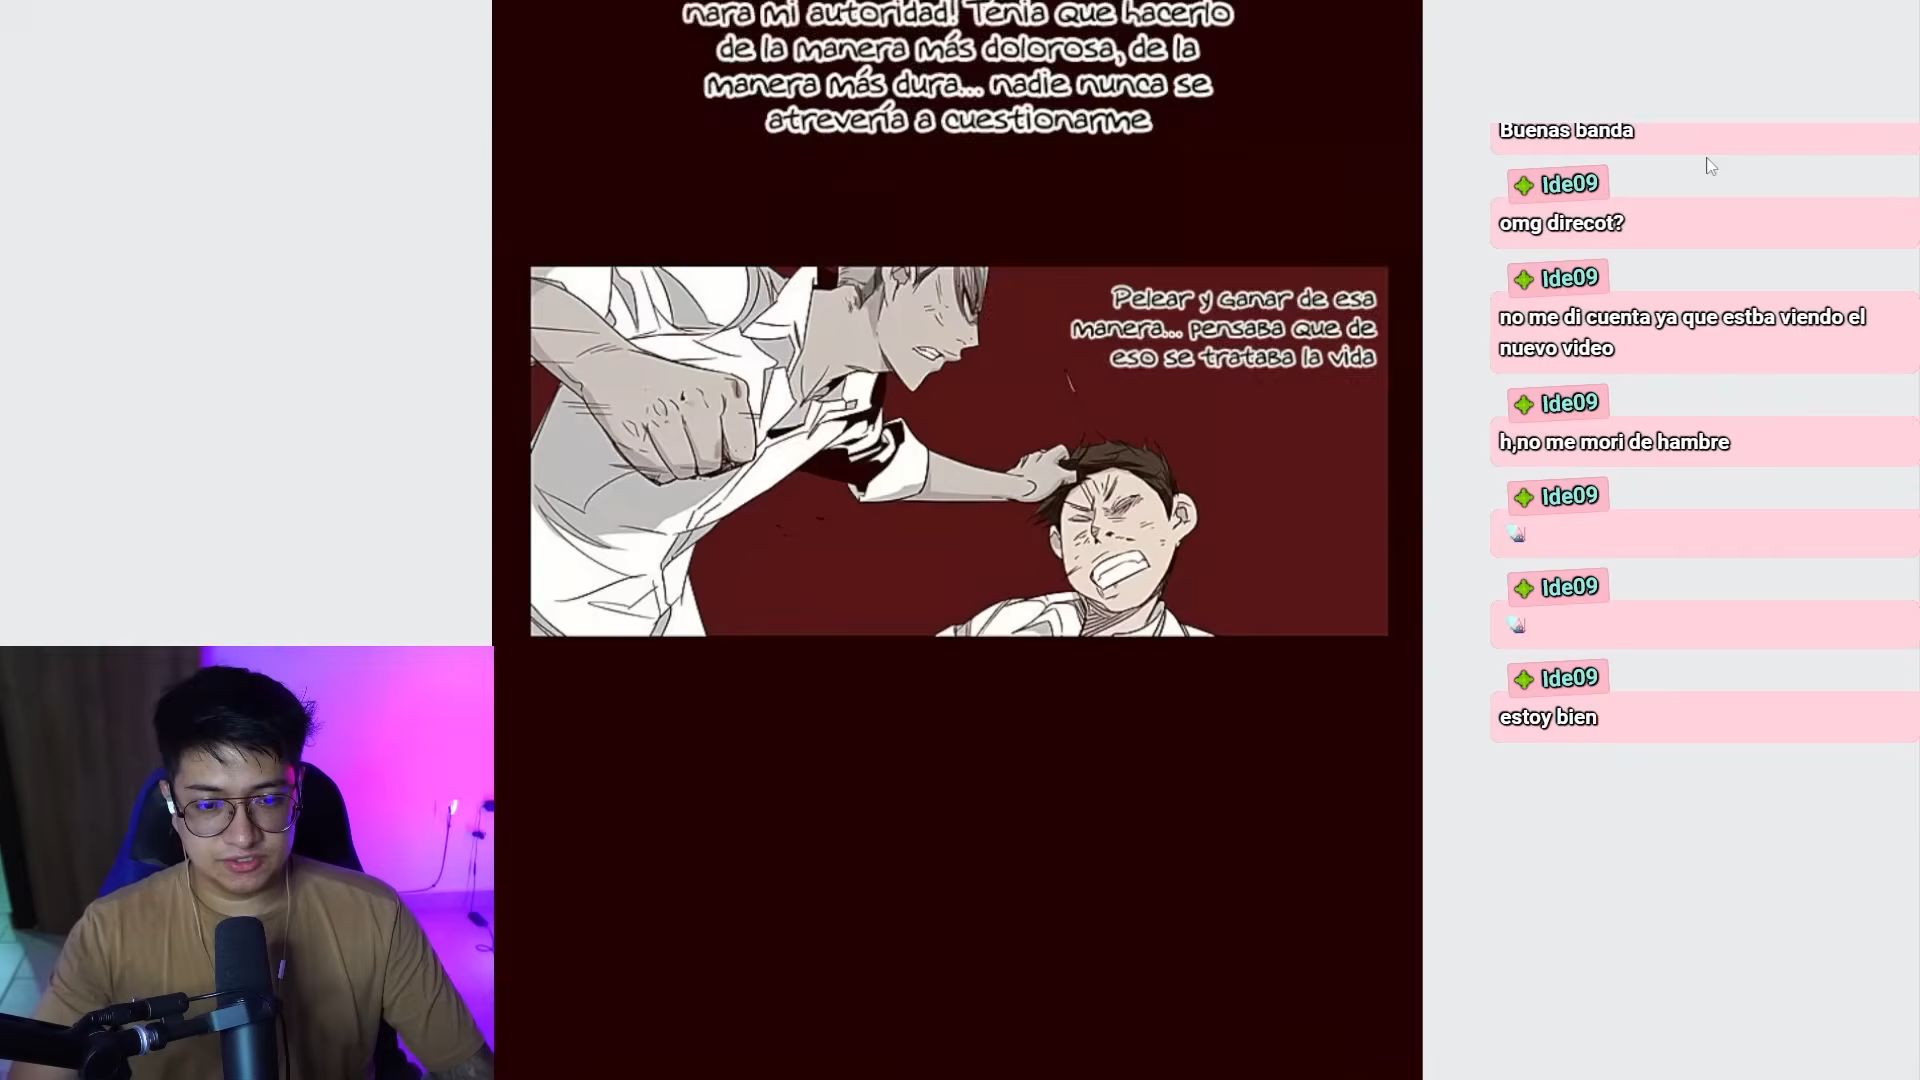 nara mi autoridad! Tenía que hacerlo
de la manera más dolorosa, de la
manera más dura... nadie nunca se
atrevería a cuestionarme
Pelear y ganar de esa
manera... pensaba que de
eso se trataba la vida
Buenas banda
Ide09
omg direcot?
Ide09
no me di cuenta ya que estba viendo el
nuevo video
Ide09
h,no me mori de hambre
Ide09
Ide09
Ide09
estoy bien